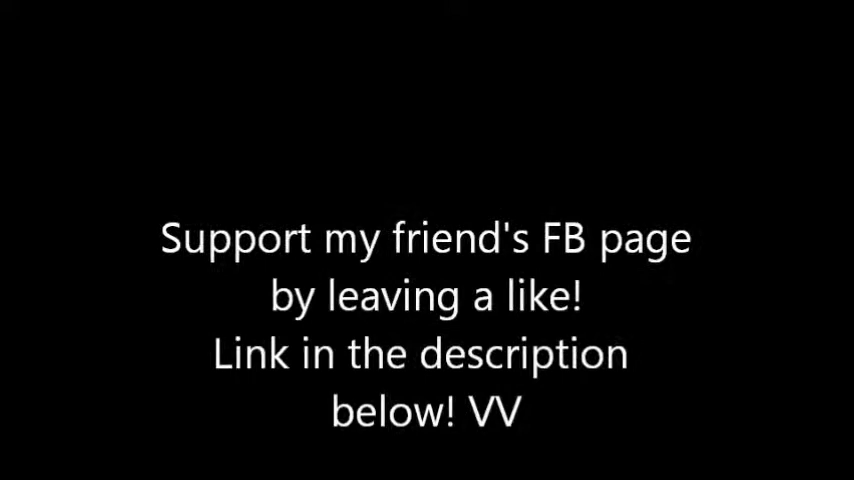 Support my friend's FB page
by leaving a like!
Link in the description
below! VV